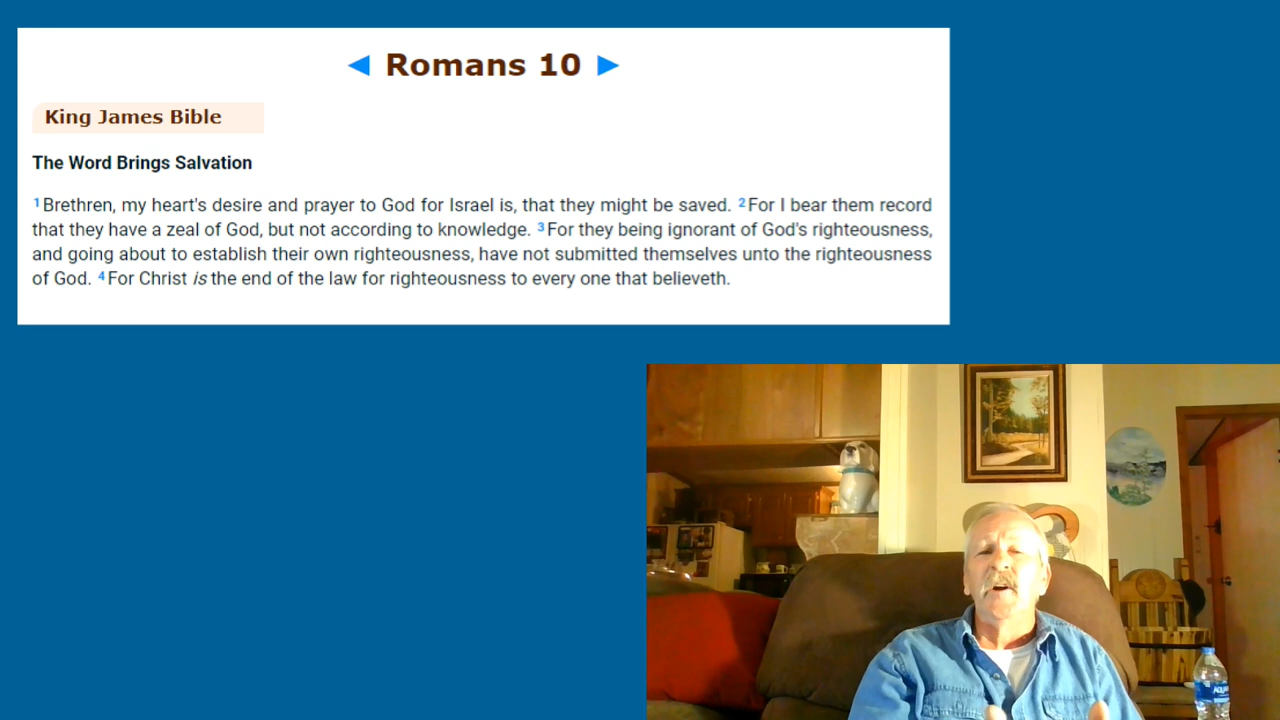 ◄ Romans 10 ►
King James Bible
The Word Brings Salvation
1 Brethren, my heart's desire and prayer to God for Israel is, that they might be saved. 2 For I bear them record
that they have a zeal of God, but not according to knowledge. 3 For they being ignorant of God's righteousness,
and going about to establish their own righteousness, have not submitted themselves unto the righteousness
of God. 4 For Christ is the end of the law for righteousness to every one that believeth.